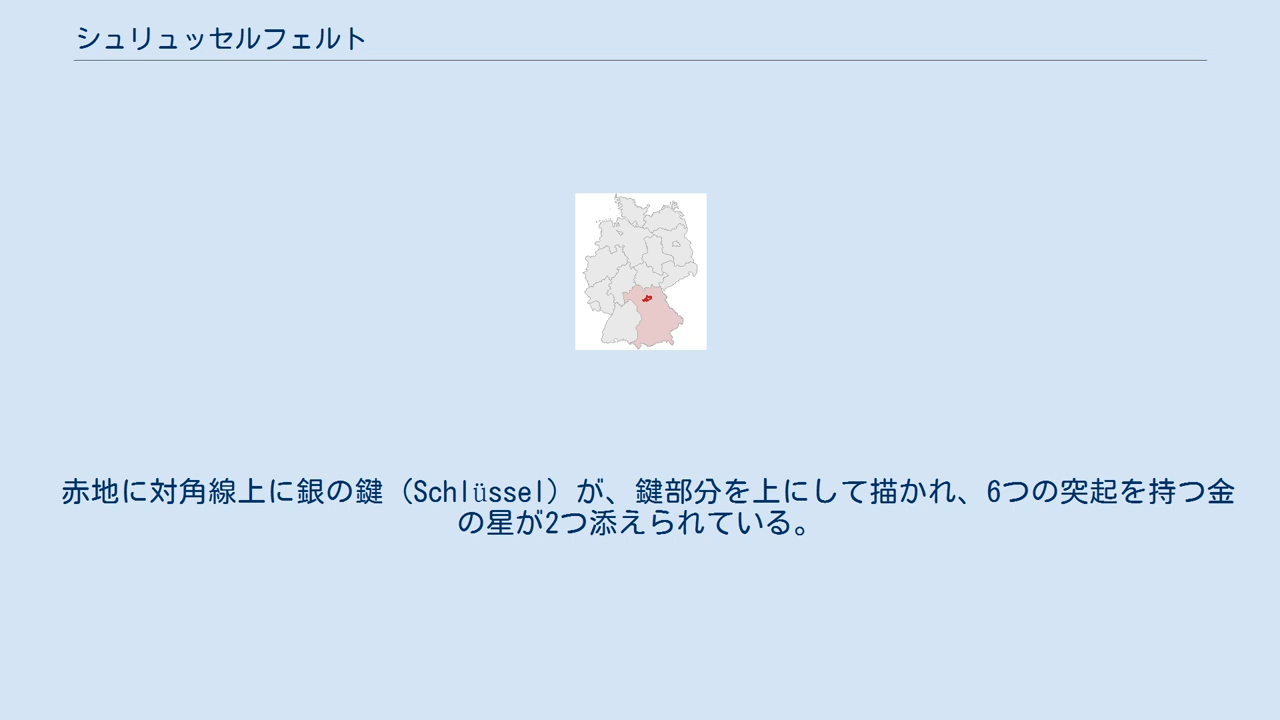 シュリュッセルフェルト
赤地に対角線上に銀の鍵（Schlüssel）が、鍵部分を上にして描かれ、6つの突起を持つ金
の星が2つ添えられている。